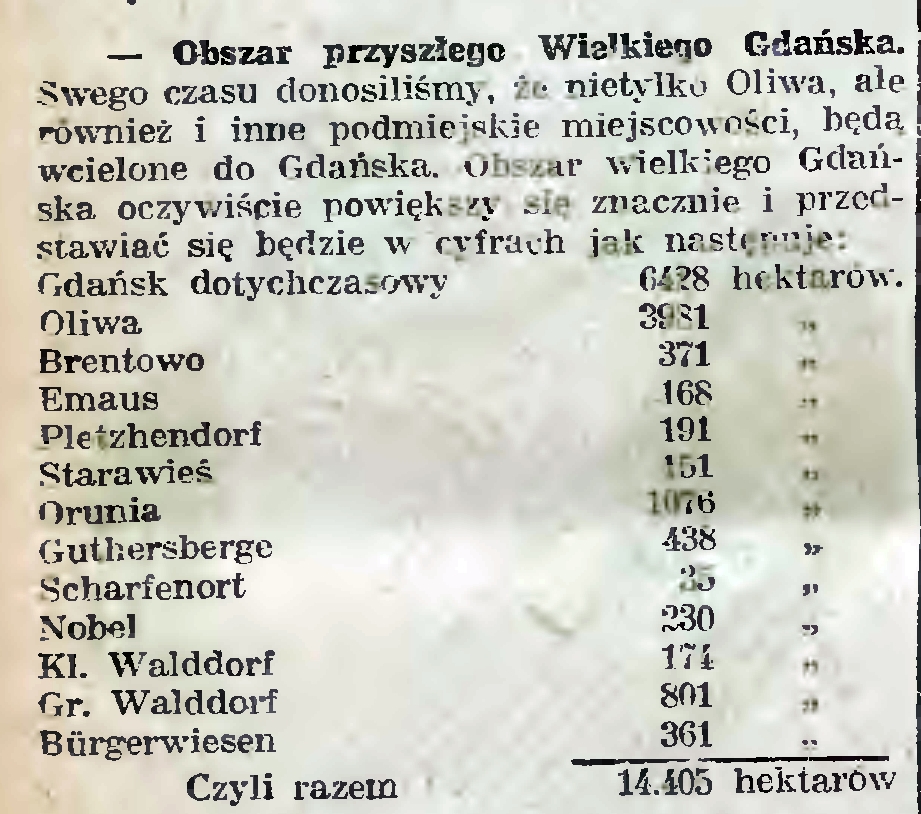 — Obszar przyszłego Wielkiego Gdańska.
Swego czasu donosiliśmy, że nietylko Oliwa, ale
również i inne podmiejskie miejscowości, będą
wcielone do Gdańska. Obszar wielkiego Gdań-
ska oczywiście powiększy się znacznie i przed-
stawiać się będzie w cyfrach jak następuje:
Gdańsk dotychczasowy 6428 hektarów.
Oliwa 3981 „
Brentowo 371 „
Emaus 168 „
Pletzhendorf 191 „
Starawieś 151 „
Orunia 1076 „
Guthersberge 438 „
Scharfenort 35 „
Nobel 230 „
Kl. Walddorf 174 „
Gr. Walddorf 801 „
Bürgerwiesen 361 „
Czyli razem 14.405 hektarów